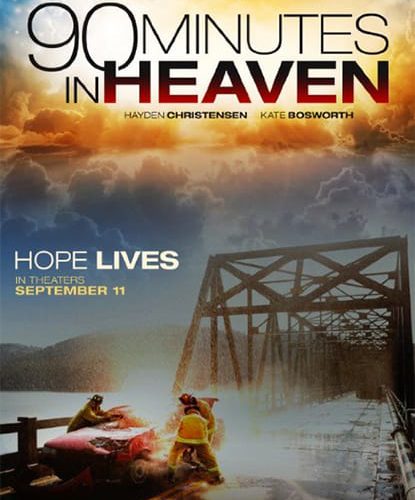 90 MINUTES
IN HEAVEN
HAYDEN CHRISTENSEN KATE BOSWORTH
HOPE LIVES
IN THEATERS
SEPTEMBER 11